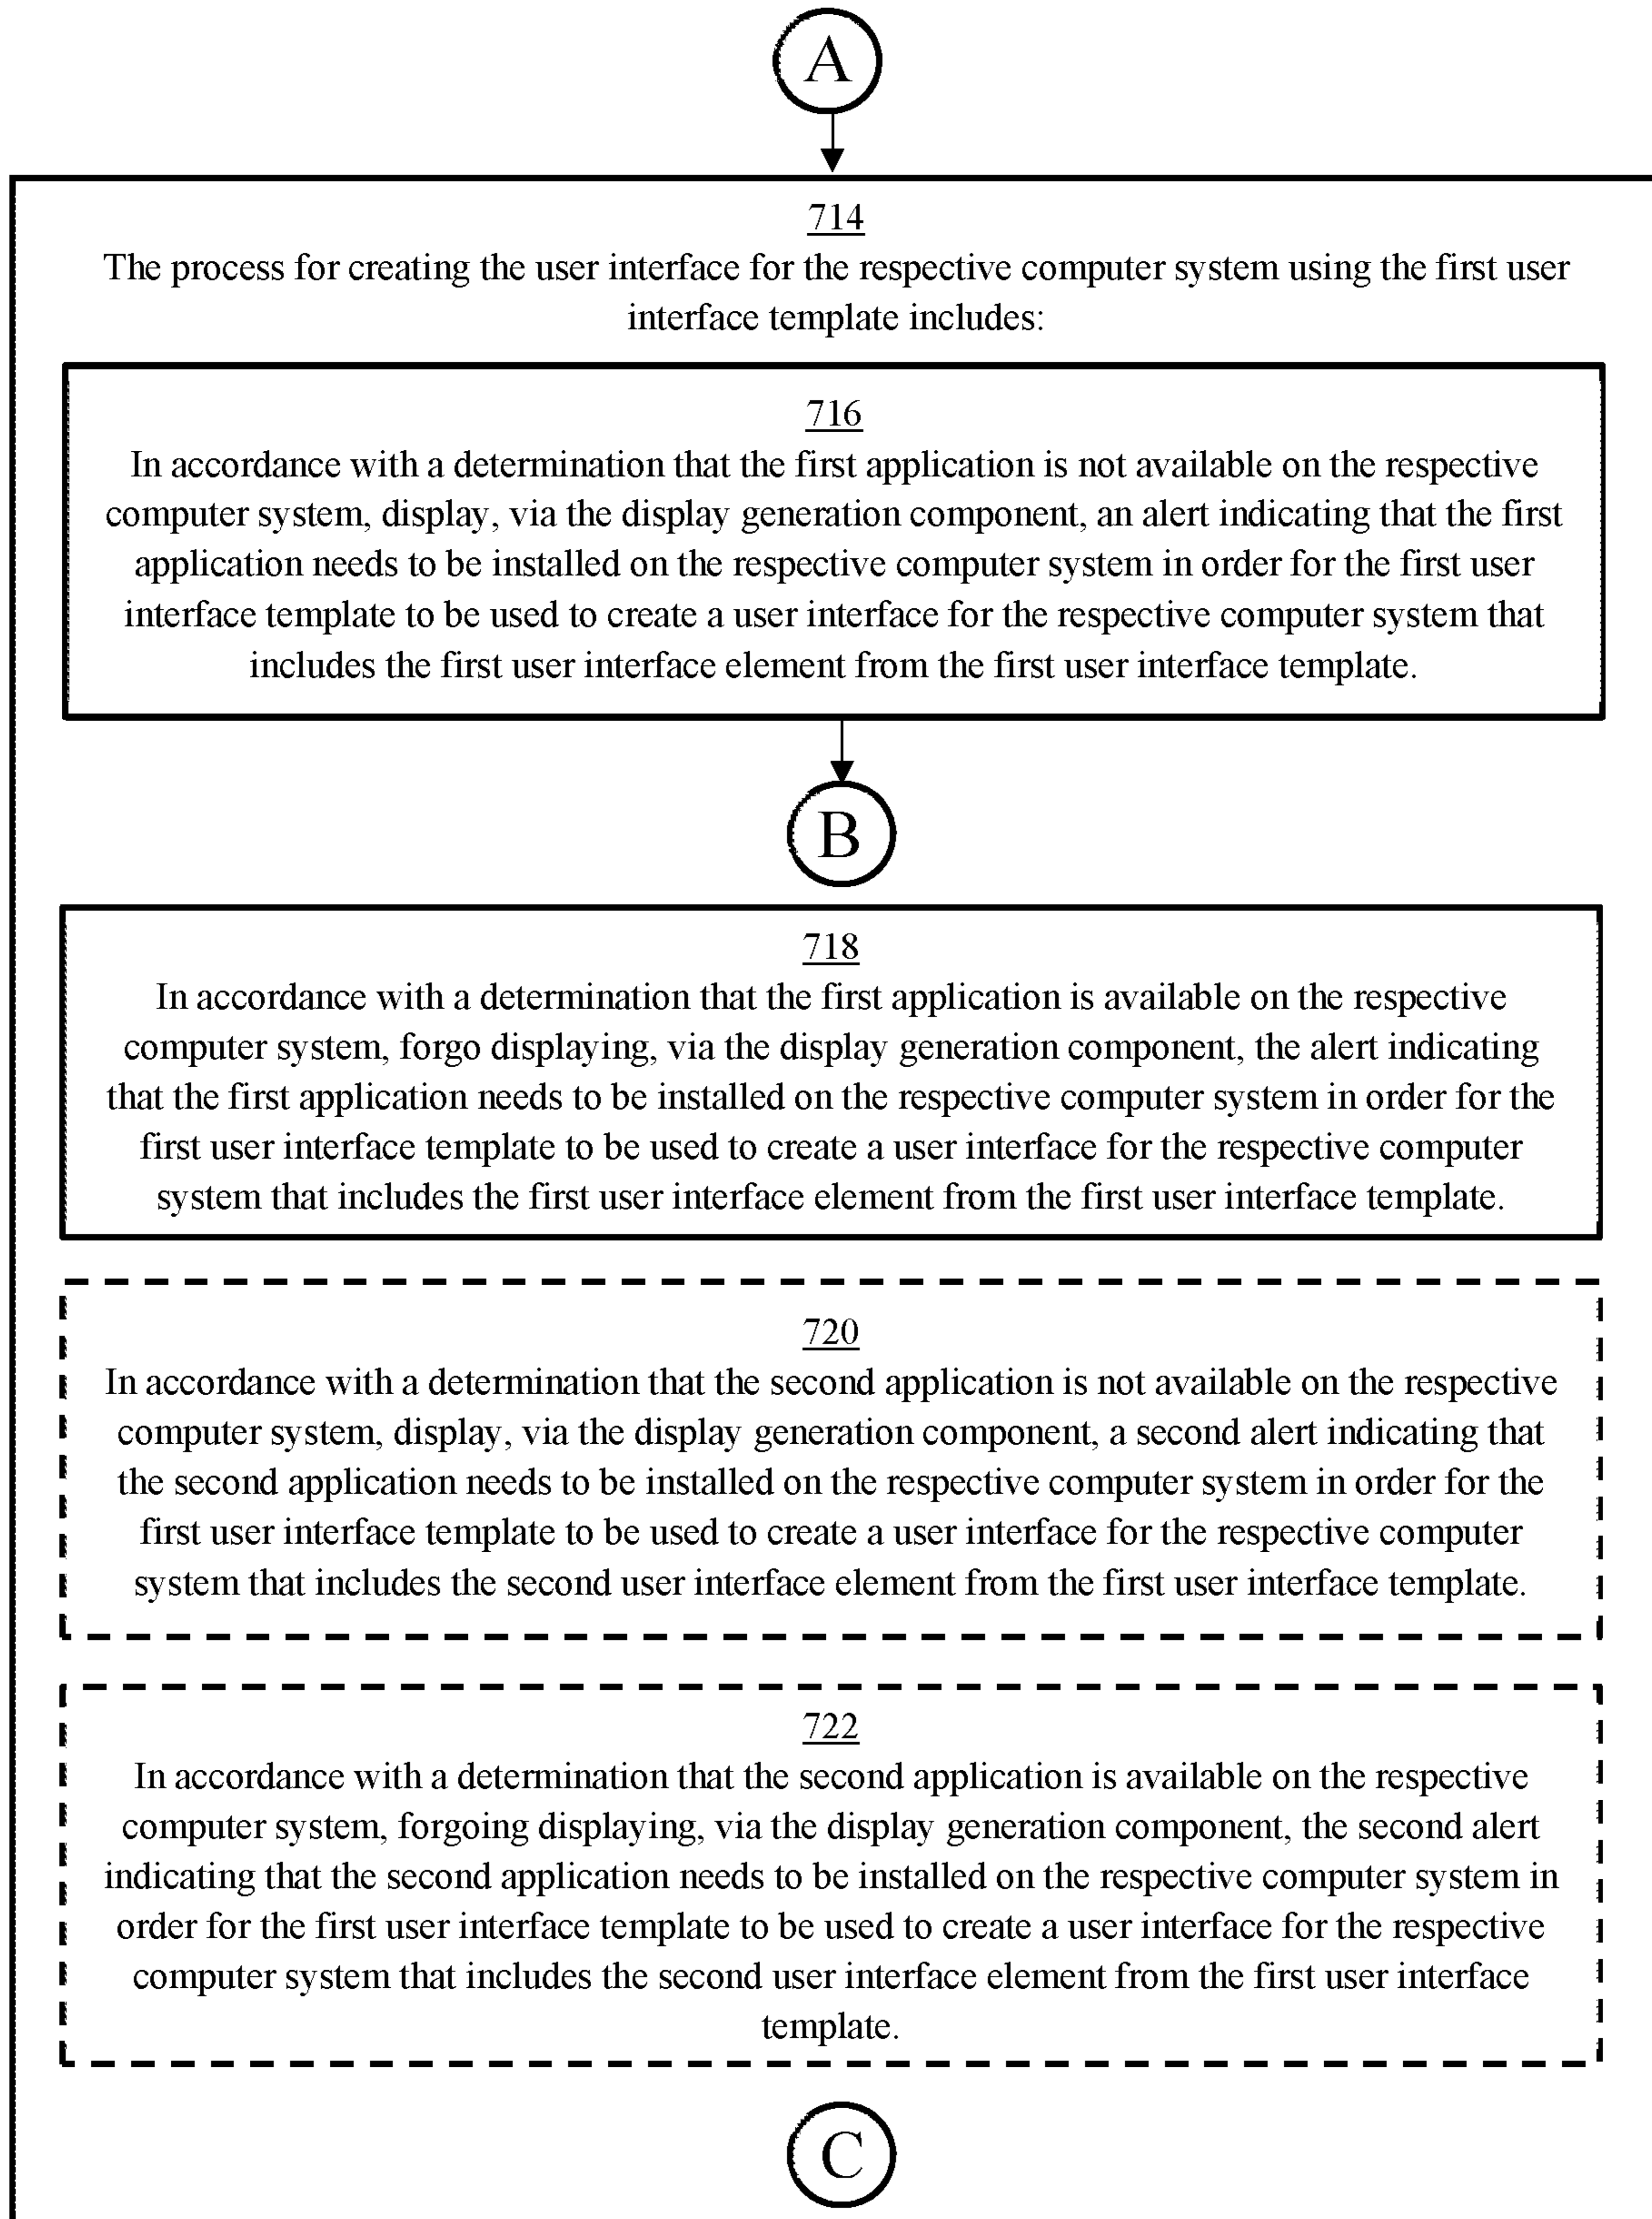 A
714
The process for creating the user interface for the respective computer system using the first user
interface template includes:
716
In accordance with a determination that the first application is not available on the respective
computer system, display, via the display generation component, an alert indicating that the first
application needs to be installed on the respective computer system in order for the first user
interface template to be used to create a user interface for the respective computer system that
includes the first user interface element from the first user interface template.
B
718
In accordance with a determination that the first application is available on the respective
computer system, forgo displaying, via the display generation component, the alert indicating
that the first application needs to be installed on the respective computer system in order for the
first user interface template to be used to create a user interface for the respective computer
system that includes the first user interface element from the first user interface template.
720
In accordance with a determination that the second application is not available on the respective
computer system, display, via the display generation component, a second alert indicating that
the second application needs to be installed on the respective computer system in order for the
first user interface template to be used to create a user interface for the respective computer
system that includes the second user interface element from the first user interface template.
722
In accordance with a determination that the second application is available on the respective
computer system, forgoing displaying, via the display generation component, the second alert
indicating that the second application needs to be installed on the respective computer system in
order for the first user interface template to be used to create a user interface for the respective
computer system that includes the second user interface element from the first user interface
template.
C